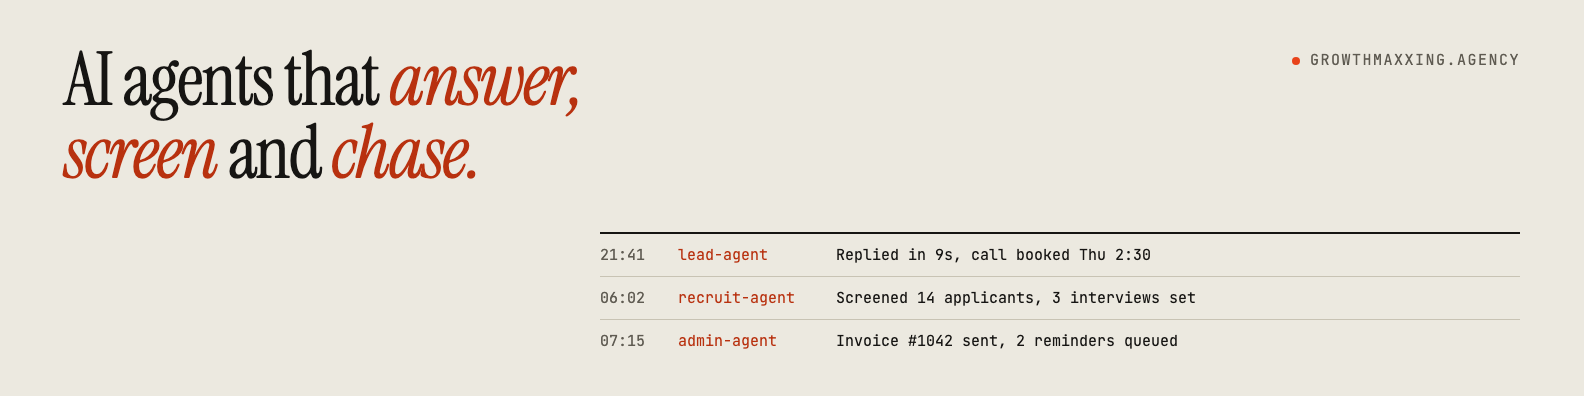 AI agents that answer,
screen and chase.
GROWTHMAXXING.AGENCY
21:41 lead-agent Replied in 9s, call booked Thu 2:30
06:02 recruit-agent Screened 14 applicants, 3 interviews set
07:15 admin-agent Invoice #1042 sent, 2 reminders queued